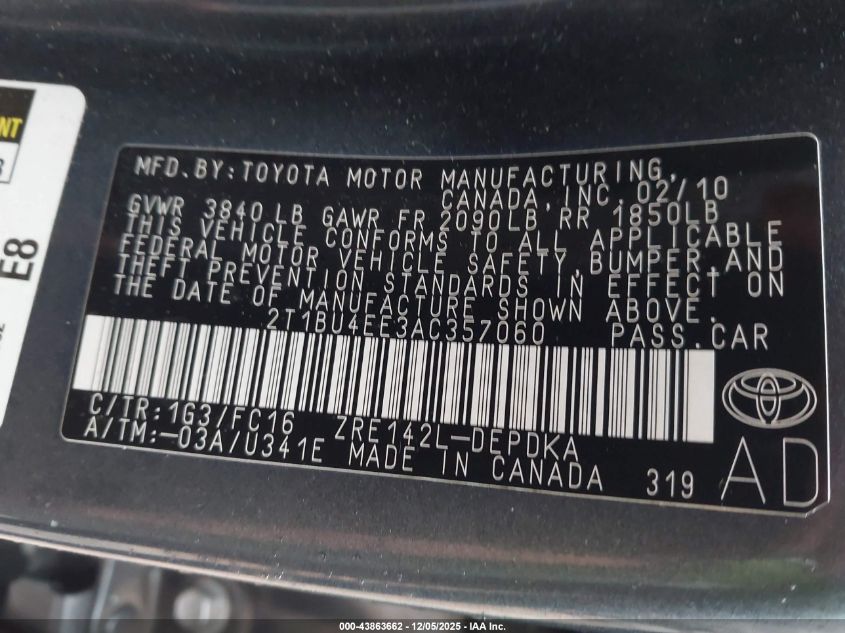 NT
E8
MFD.BY:TOYOTA MOTOR MANUFACTURING,
CANADA,INC.02/10
GVWR 3840LB GAWR FR 2090LB RR 1850LB
THIS VEHICLE CONFORMS TO ALL APPLICABLE
FEDERAL MOTOR VEHICLE SAFETY,BUMPER,AND
THEFT PREVENTION STANDARDS IN EFFECT ON
THE DATE OF MANUFACTURE SHOWN ABOVE.
2T1BU4EE3AC357060 PASS.CAR
C/TR:1G3/FC16 ZRE142L-DEPDKA
A/TM:-03A/U341E MADE IN CANADA 319
AD
000-43863662 - 12/05/2025 - IAA Inc.